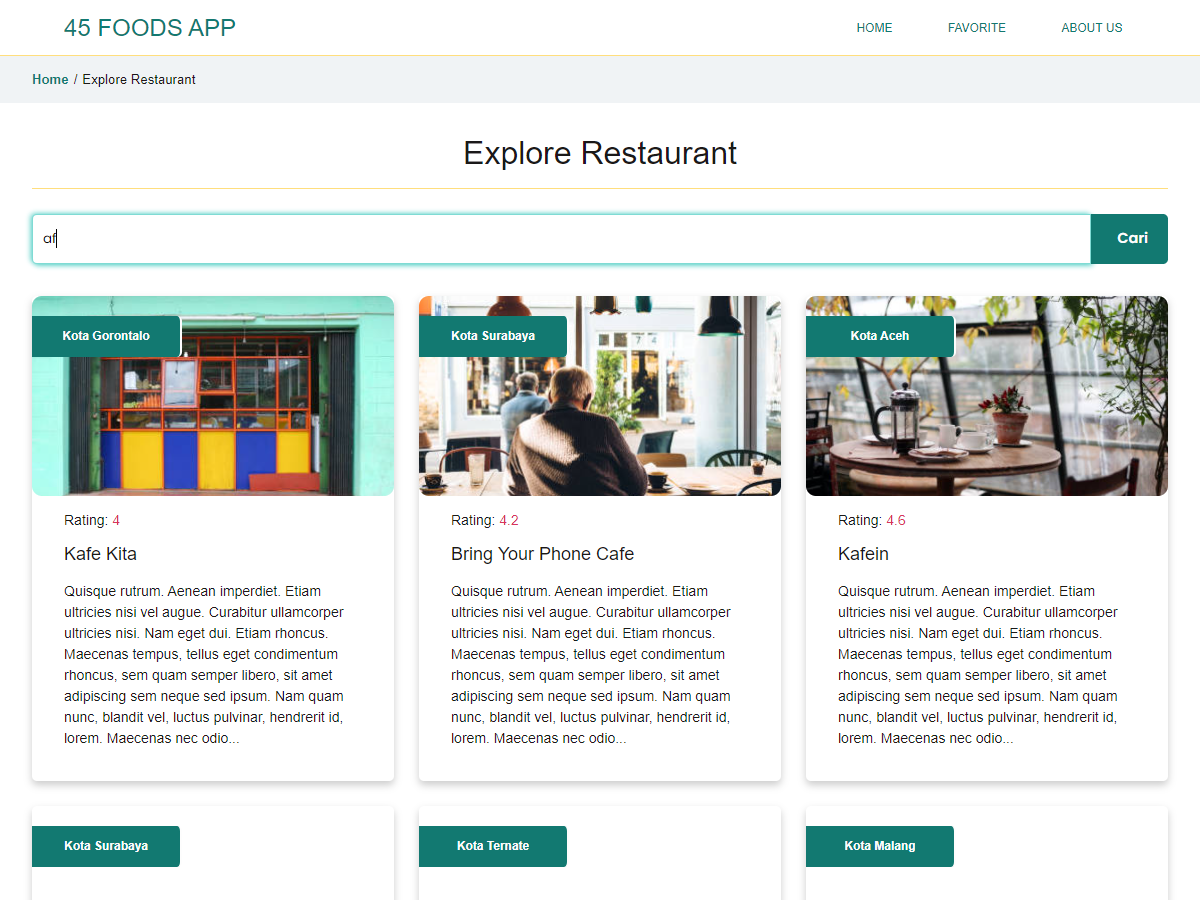 45 FOODS APP
HOME
FAVORITE
ABOUT US
Home / Explore Restaurant
Explore Restaurant
af
Cari
Kota Gorontalo
Rating: 4
Kafe Kita
Quisque rutrum. Aenean imperdiet. Etiam
ultricies nisi vel augue. Curabitur ullamcorper
ultricies nisi. Nam eget dui. Etiam rhoncus.
Maecenas tempus, tellus eget condimentum
rhoncus, sem quam semper libero, sit amet
adipiscing sem neque sed ipsum. Nam quam
nunc, blandit vel, luctus pulvinar, hendrerit id,
lorem. Maecenas nec odio...
Kota Surabaya
Rating: 4.2
Bring Your Phone Cafe
Quisque rutrum. Aenean imperdiet. Etiam
ultricies nisi vel augue. Curabitur ullamcorper
ultricies nisi. Nam eget dui. Etiam rhoncus.
Maecenas tempus, tellus eget condimentum
rhoncus, sem quam semper libero, sit amet
adipiscing sem neque sed ipsum. Nam quam
nunc, blandit vel, luctus pulvinar, hendrerit id,
lorem. Maecenas nec odio...
Kota Aceh
Rating: 4.6
Kafein
Quisque rutrum. Aenean imperdiet. Etiam
ultricies nisi vel augue. Curabitur ullamcorper
ultricies nisi. Nam eget dui. Etiam rhoncus.
Maecenas tempus, tellus eget condimentum
rhoncus, sem quam semper libero, sit amet
adipiscing sem neque sed ipsum. Nam quam
nunc, blandit vel, luctus pulvinar, hendrerit id,
lorem. Maecenas nec odio...
Kota Surabaya
Kota Ternate
Kota Malang